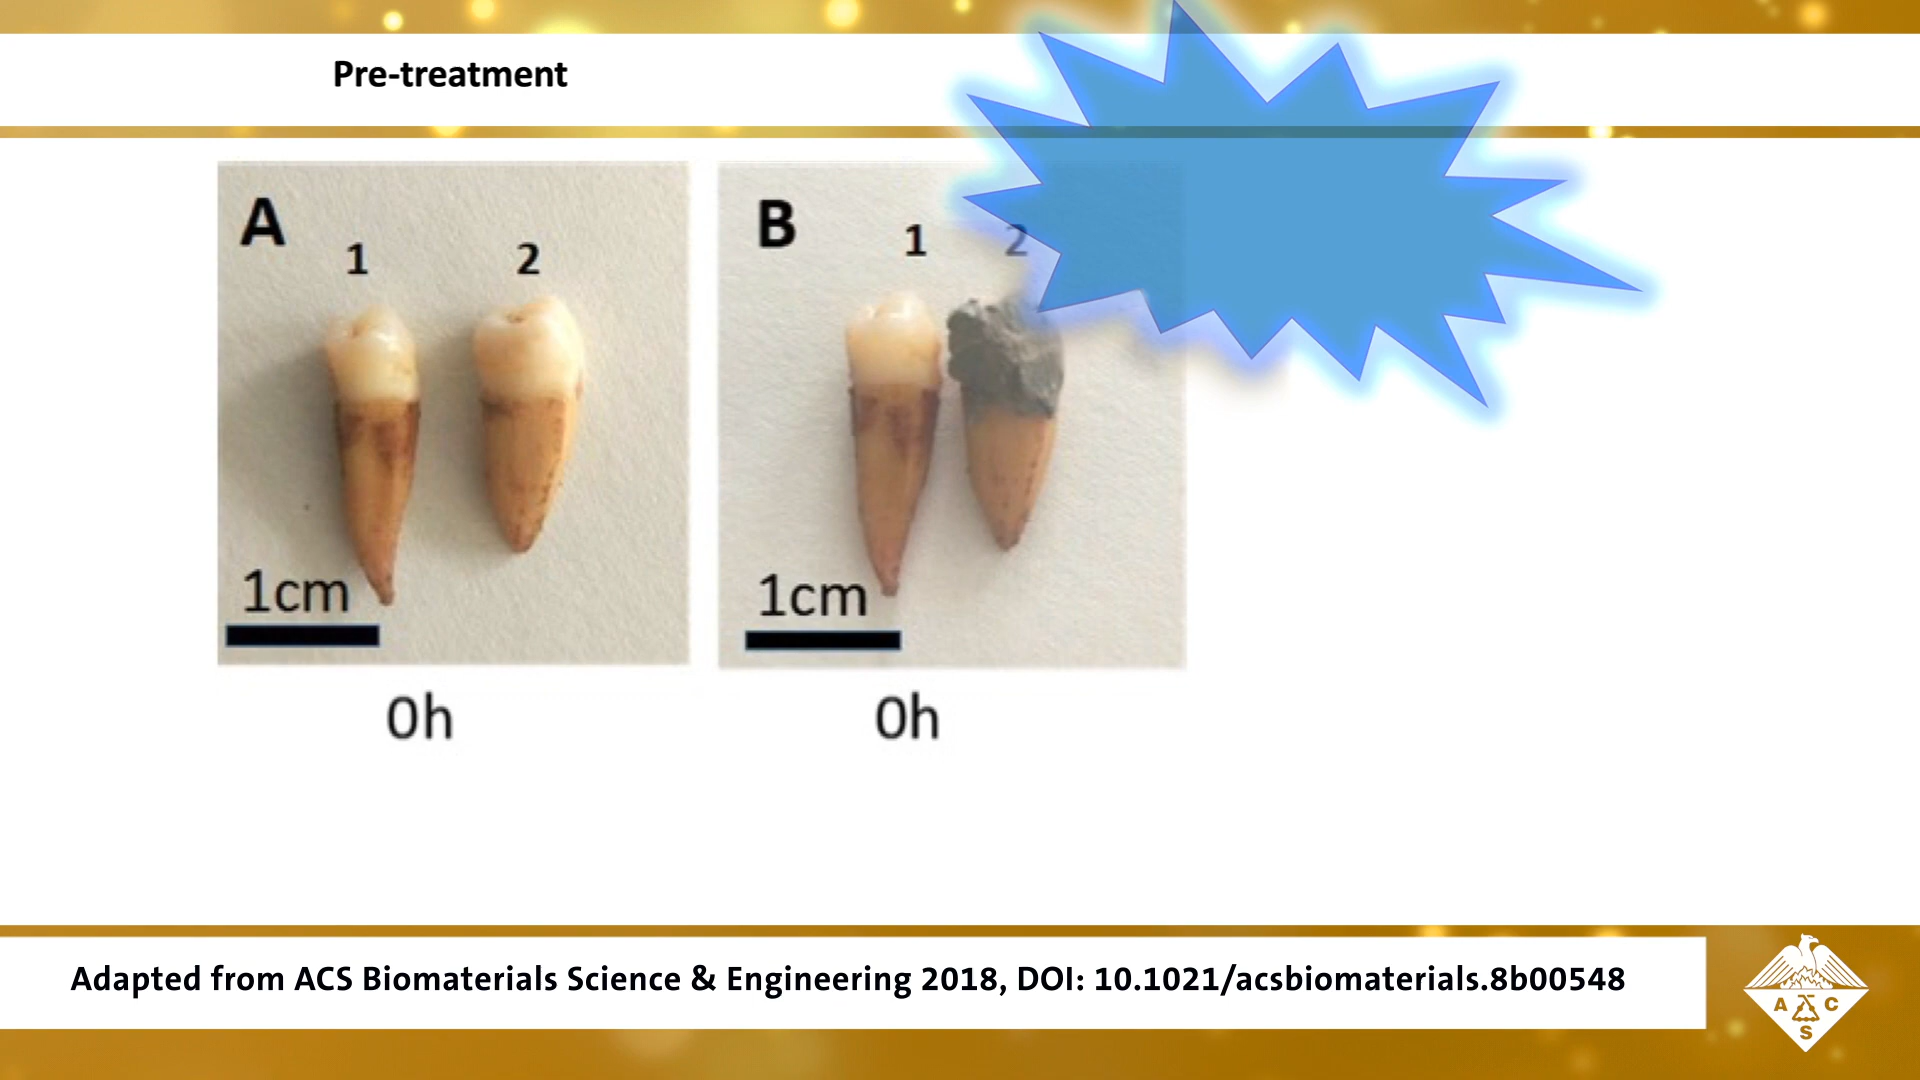 Pre-treatment
A
1 2
1cm
0h
B
1 2
1cm
0h
Adapted from ACS Biomaterials Science & Engineering 2018, DOI: 10.1021/acsbiomaterials.8b00548
A C
S